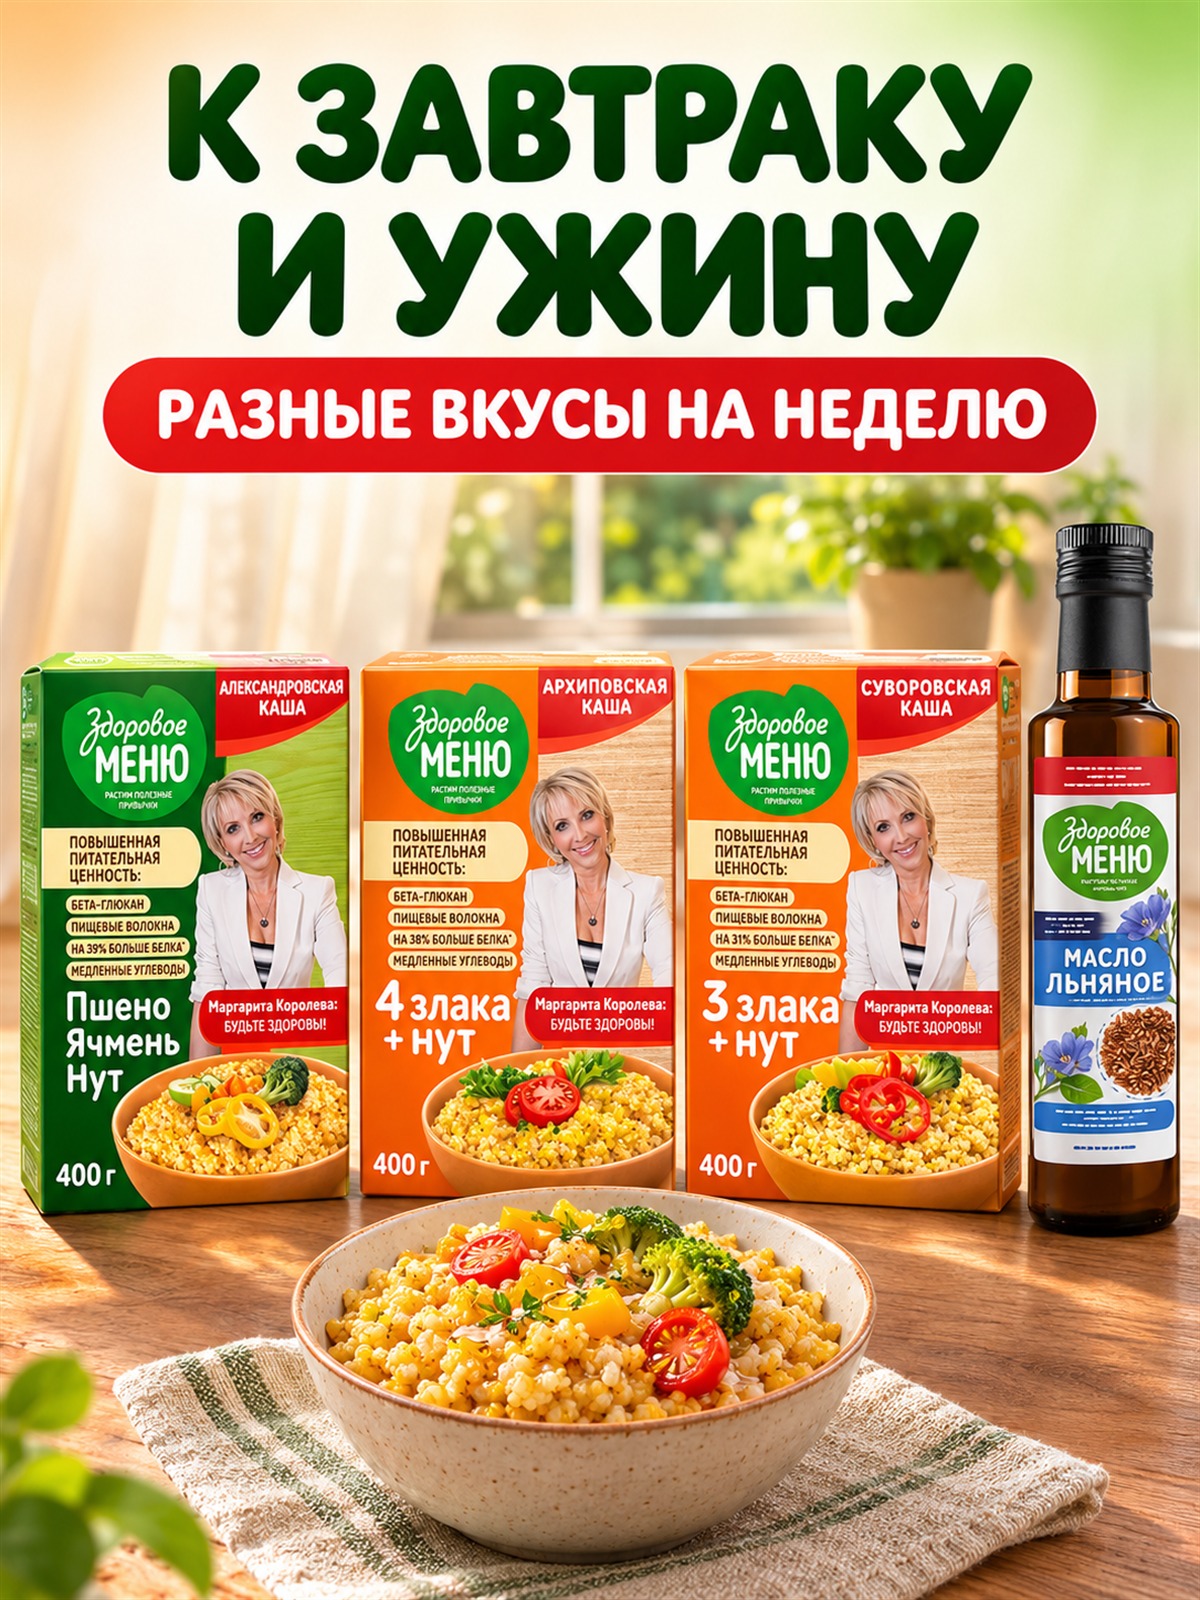 К ЗАВТРАКУ
И УЖИНУ
РАЗНЫЕ ВКУСЫ НА НЕДЕЛЮ
Здоровое
МЕНЮ
РАСТИМ ПОЛЕЗНЫЕ
ПРИВЫЧКИ
АЛЕКСАНДРОВСКАЯ
КАША
ПОВЫШЕННАЯ
ПИТАТЕЛЬНАЯ
ЦЕННОСТЬ:
БЕТА-ГЛЮКАН
ПИЩЕВЫЕ ВОЛОКНА
НА 39% БОЛЬШЕ БЕЛКА*
МЕДЛЕННЫЕ УГЛЕВОДЫ
Пшено
Ячмень
Нут
Маргарита Королева:
БУДЬТЕ ЗДОРОВЫ!
400 г
Здоровое
МЕНЮ
РАСТИМ ПОЛЕЗНЫЕ
ПРИВЫЧКИ
АРХИПОВСКАЯ
КАША
ПОВЫШЕННАЯ
ПИТАТЕЛЬНАЯ
ЦЕННОСТЬ:
БЕТА-ГЛЮКАН
ПИЩЕВЫЕ ВОЛОКНА
НА 38% БОЛЬШЕ БЕЛКА*
МЕДЛЕННЫЕ УГЛЕВОДЫ
4 злака
+ нут
Маргарита Королева:
БУДЬТЕ ЗДОРОВЫ!
400 г
Здоровое
МЕНЮ
РАСТИМ ПОЛЕЗНЫЕ
ПРИВЫЧКИ
СУВОРОВСКАЯ
КАША
ПОВЫШЕННАЯ
ПИТАТЕЛЬНАЯ
ЦЕННОСТЬ:
БЕТА-ГЛЮКАН
ПИЩЕВЫЕ ВОЛОКНА
НА 31% БОЛЬШЕ БЕЛКА*
МЕДЛЕННЫЕ УГЛЕВОДЫ
3 злака
+ нут
Маргарита Королева:
БУДЬТЕ ЗДОРОВЫ!
400 г
Здоровое
МЕНЮ
МАСЛО
ЛЬНЯНОЕ